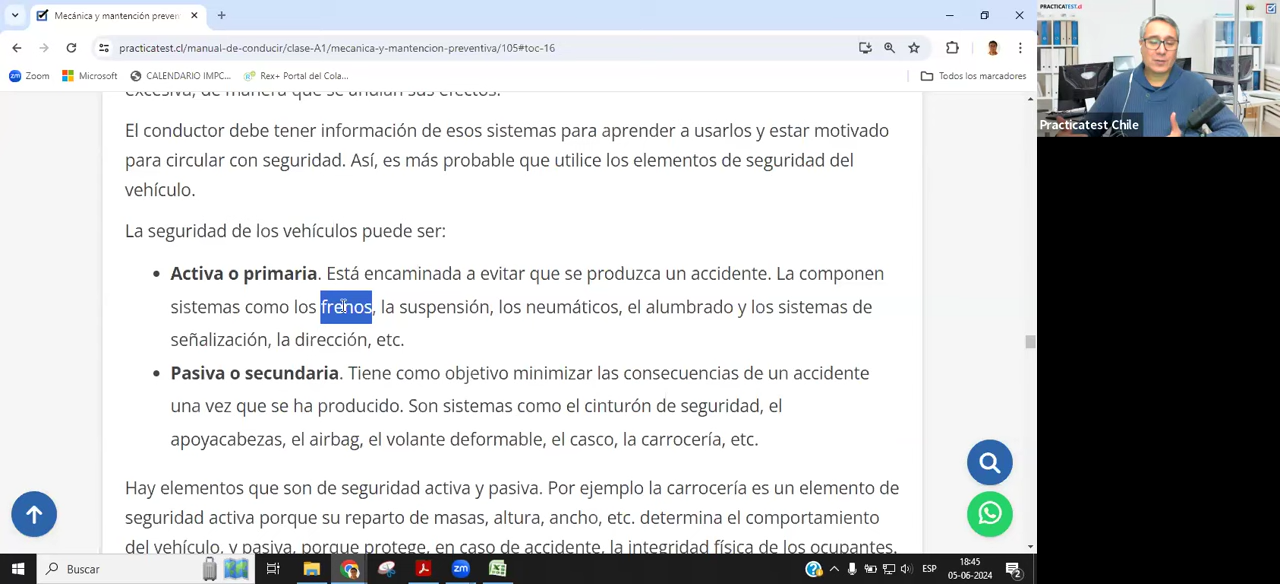 Mecánica y mantención preven
practicatest.cl/manual-de-conducir/clase-A1/mecanica-y-mantencion-preventiva/105#toc-16
Zoom
Microsoft
CALENDARIO IMPC...
Rex+ Portal del Cola...
Todos los marcadores
PRACTICATEST.cl
Practicatest Chile
excesiva, de manera que se anulan sus efectos.
El conductor debe tener información de esos sistemas para aprender a usarlos y estar motivado
para circular con seguridad. Así, es más probable que utilice los elementos de seguridad del
vehículo.
La seguridad de los vehículos puede ser:
• Activa o primaria. Está encaminada a evitar que se produzca un accidente. La componen
sistemas como los frenos, la suspensión, los neumáticos, el alumbrado y los sistemas de
señalización, la dirección, etc.
• Pasiva o secundaria. Tiene como objetivo minimizar las consecuencias de un accidente
una vez que se ha producido. Son sistemas como el cinturón de seguridad, el
apoyacabezas, el airbag, el volante deformable, el casco, la carrocería, etc.
Hay elementos que son de seguridad activa y pasiva. Por ejemplo la carrocería es un elemento de
seguridad activa porque su reparto de masas, altura, ancho, etc. determina el comportamiento
del vehículo, y pasiva, porque protege, en caso de accidente, la integridad física de los ocupantes.
Buscar
zm
ESP
18:45
05-06-2024
2